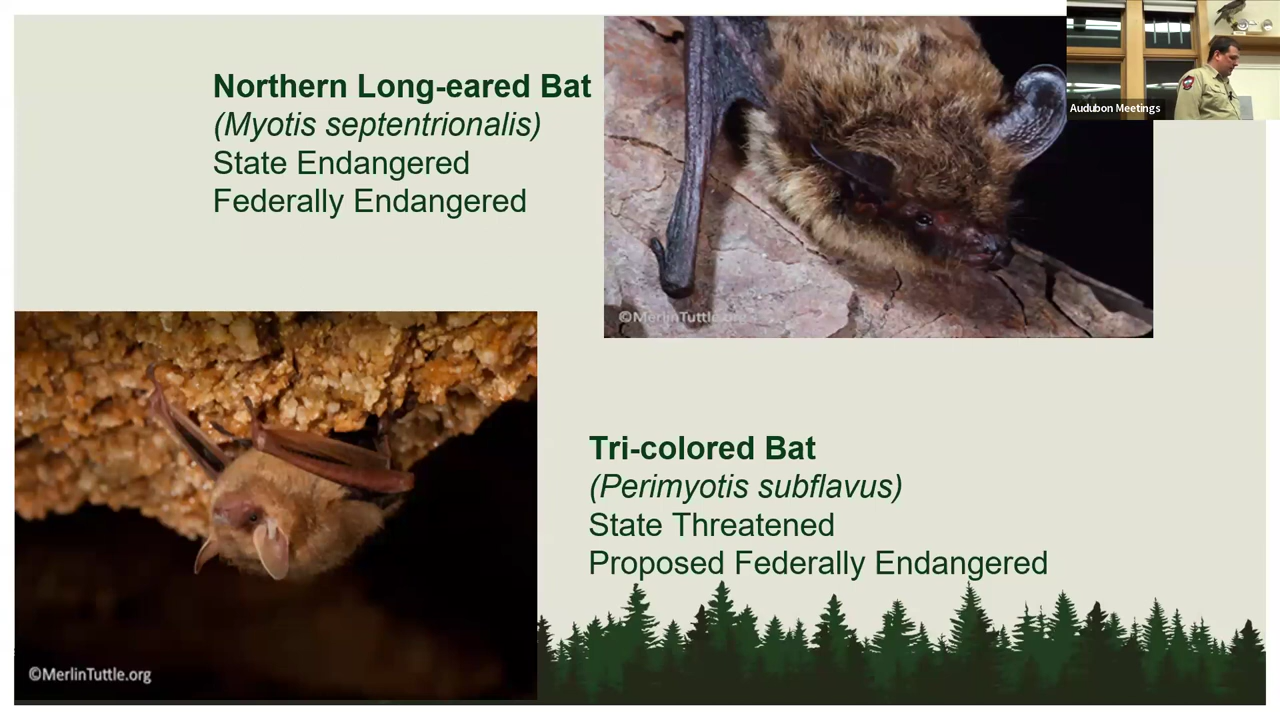 Northern Long-eared Bat
(Myotis septentrionalis)
State Endangered
Federally Endangered
©MerlinTuttle.org
Audubon Meetings
Tri-colored Bat
(Perimyotis subflavus)
State Threatened
Proposed Federally Endangered
©MerlinTuttle.org